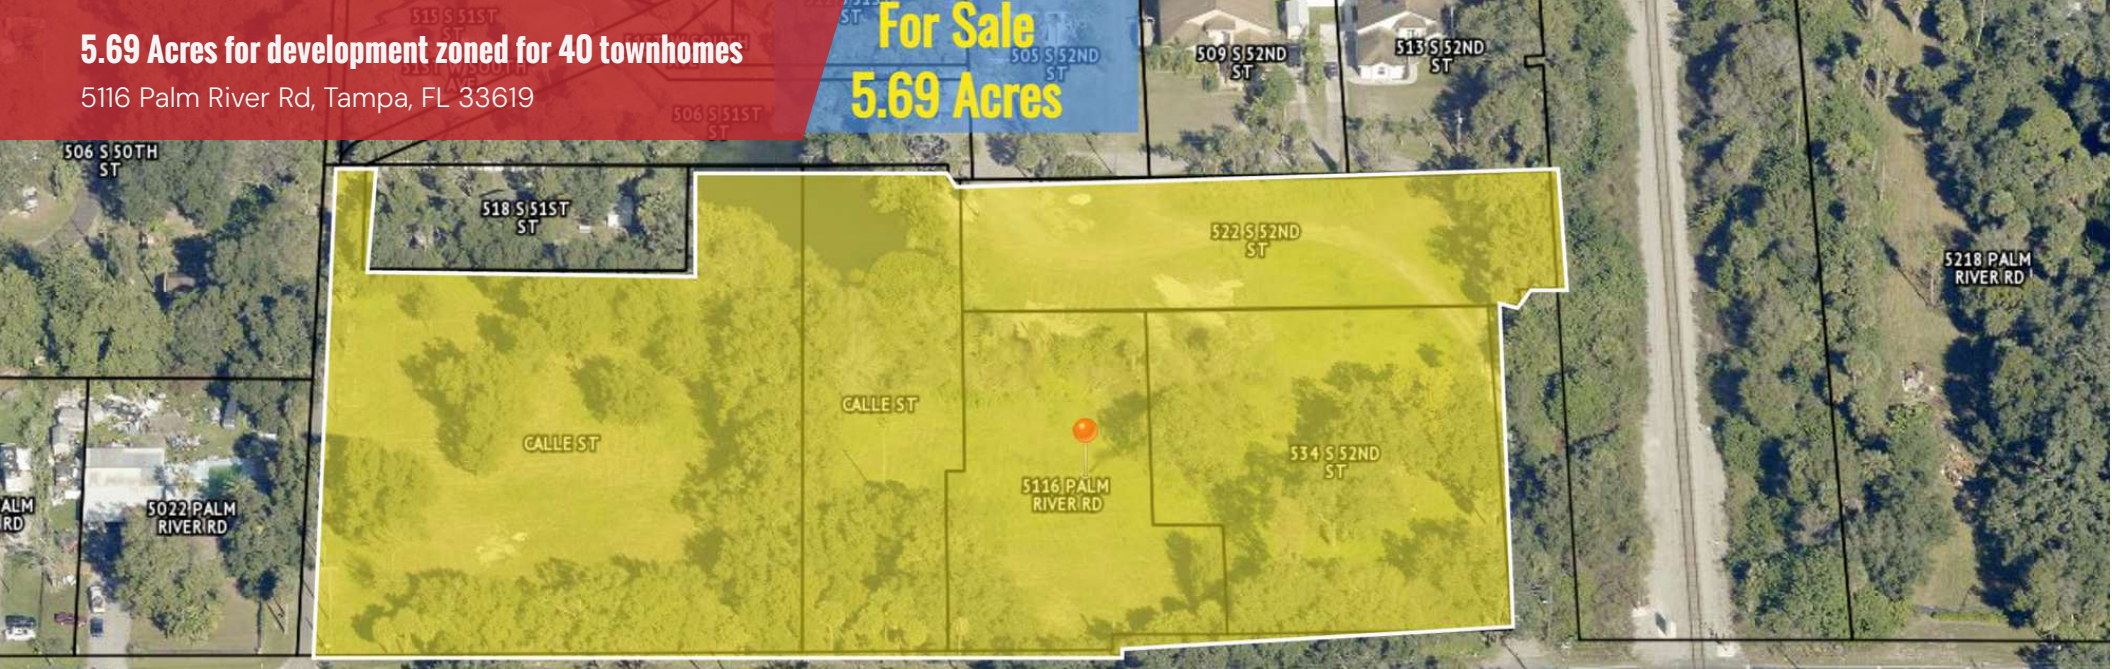 5.69 Acres for development zoned for 40 townhomes
5116 Palm River Rd, Tampa, FL 33619
For Sale
5.69 Acres
515 S 51ST
ST
506 S 51ST
ST
ST
505 S 52ND
ST
509 S 52ND
ST
513 S 52ND
ST
506 S 50TH
ST
518 S 51ST
ST
522 S 52ND
ST
5218 PALM
RIVER RD
CALLE ST
CALLE ST
534 S 52ND
ST
5116 PALM
RIVER RD
ALM
RD
5022 PALM
RIVER RD